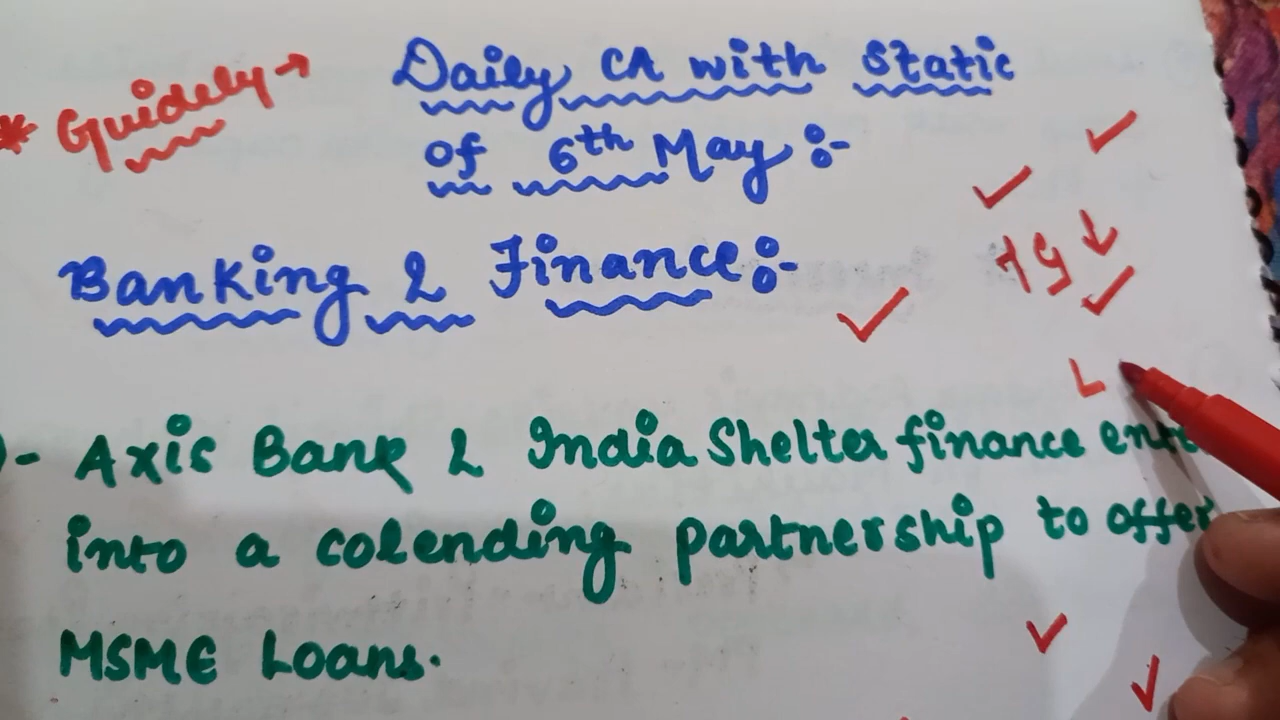 * Guidely → Daily CA with Static
of 6th May :-
Banking & Finance :-
)- Axis Bank & India Shelter finance
into a colending partnership to offer
MSME Loans.